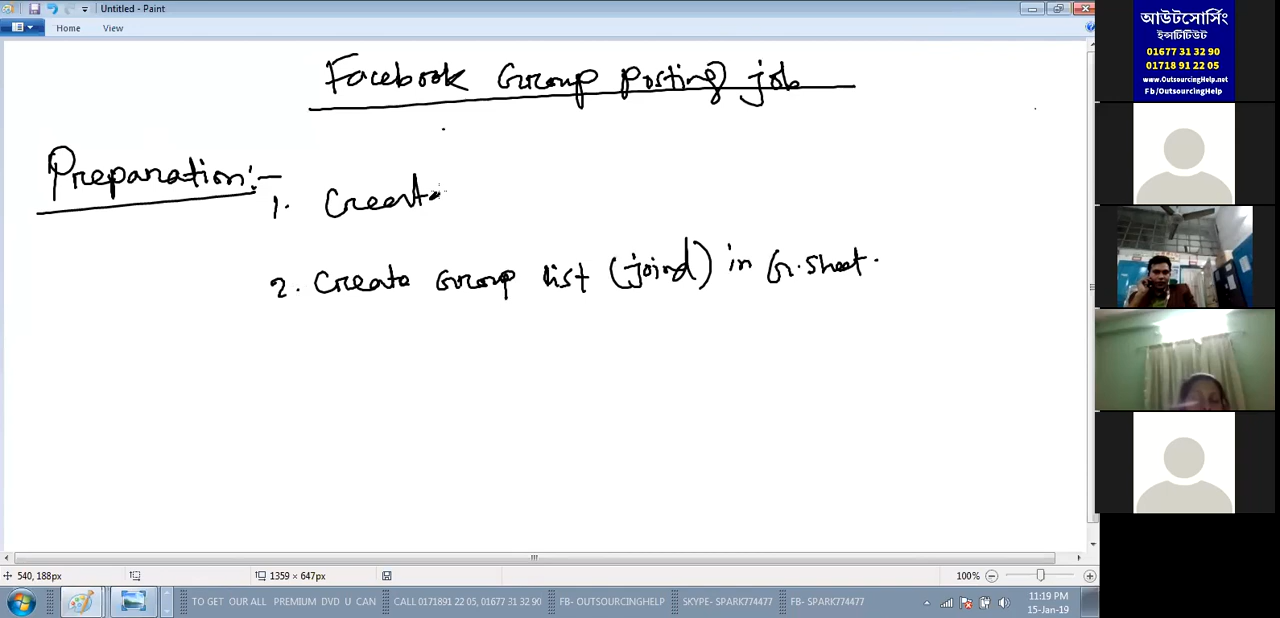 Untitled - Paint
Home View
Facebook Group posting job
Preparation:-
1. Create
2. Create Group list (joind) in G.sheet.
540, 188px
1359 × 647px
100%
TO GET OUR ALL PREMIUM DVD U CAN
CALL 0171891 22 05, 01677 31 32 90
FB- OUTSOURCINGHELP
SKYPE- SPARK774477
FB- SPARK774477
11:19 PM
15-Jan-19
আউটসোর্সিং
ইন্সটিটিউট
01677 31 32 90
01718 91 22 05
www.OutsourcingHelp.net
Fb/OutsourcingHelp